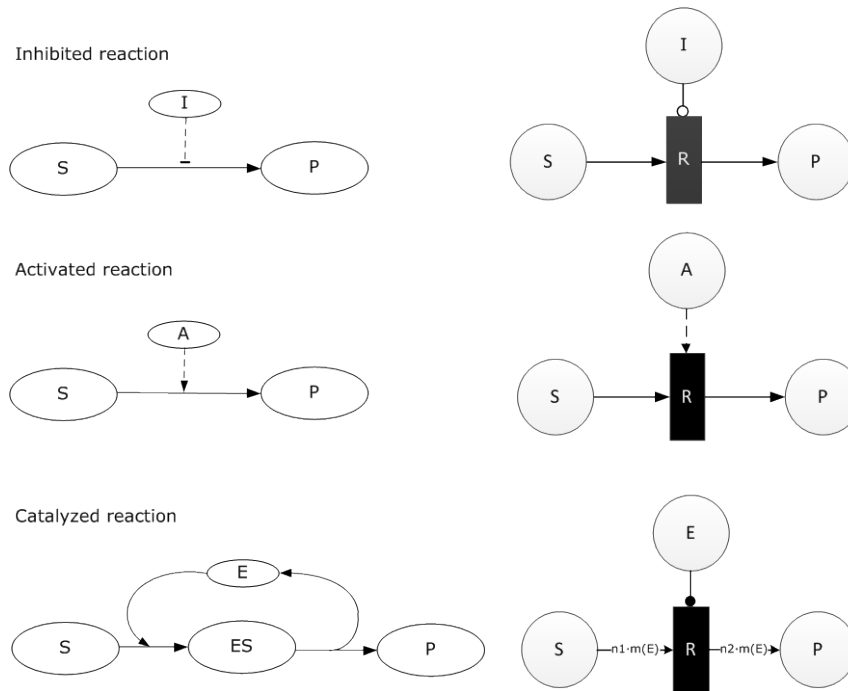 Inhibited reaction
I
S
P
I
S
R
P
Activated reaction
A
S
P
A
S
R
P
Catalyzed reaction
E
S
ES
P
E
S
n1·m(E)
R
n2·m(E)
P